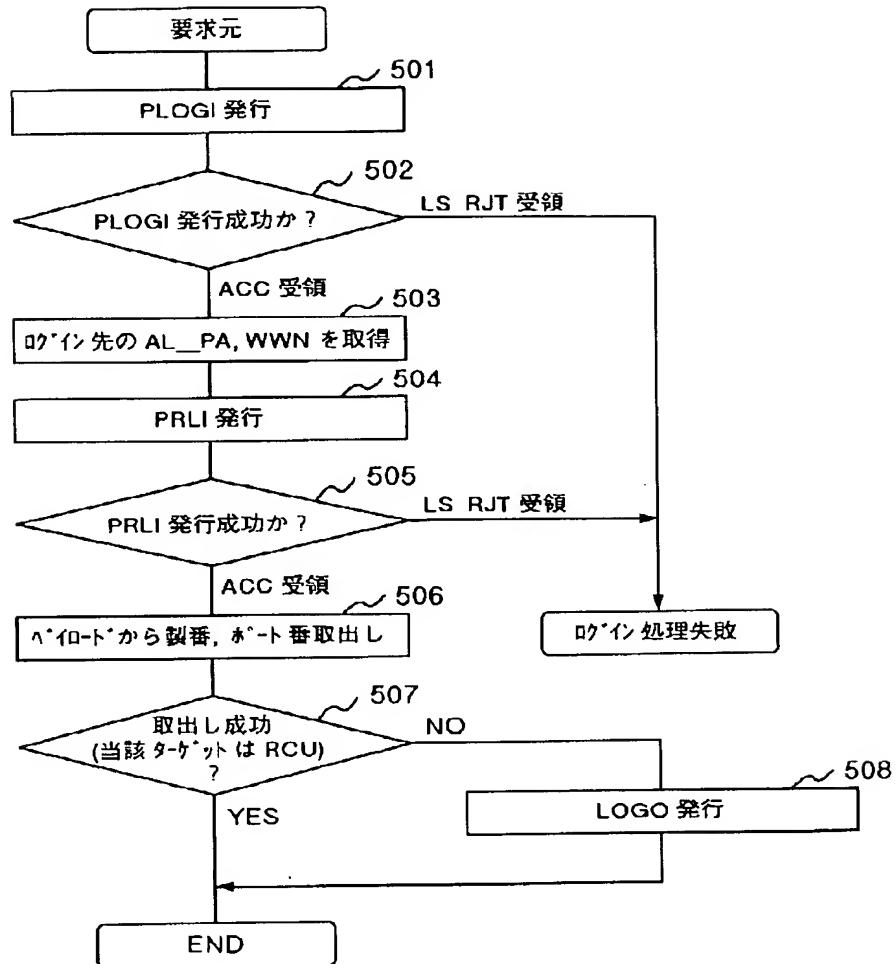 要求元
501
PLOGI 発行
502
PLOGI 発行成功か?
LS RJT 受領
ACC 受領
503
ログイン先の AL__PA, WWN を取得
504
PRLI 発行
505
PRLI 発行成功か?
LS RJT 受領
ACC 受領
506
ペイロードから製番, ポート番取出し
ログイン処理失敗
507
取出し成功
(当該ターゲットは RCU)
?
NO
508
LOGO 発行
YES
END